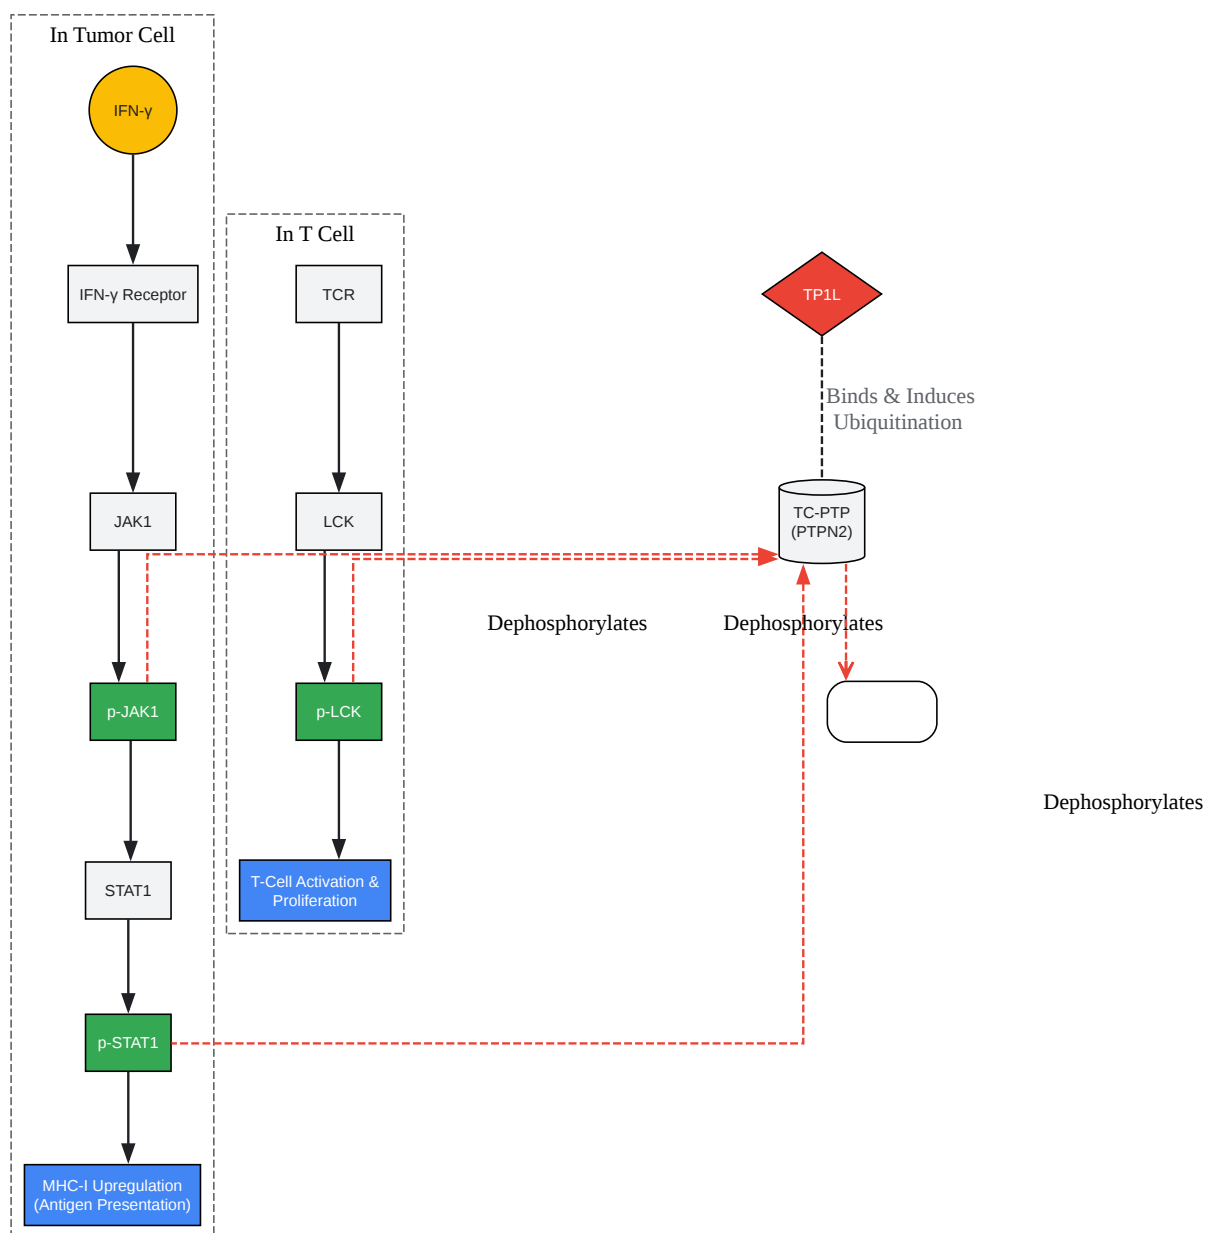 In Tumor Cell
IFN-γ
In T Cell
IFN-γ Receptor
TCR
TP1L
Binds & Induces
Ubiquitination
JAK1
LCK
TC-PTP
(PTPN2)
Dephosphorylates
Dephosphorylates
p-JAK1
p-LCK
Dephosphorylates
STAT1
T-Cell Activation &
Proliferation
p-STAT1
MHC-I Upregulation
(Antigen Presentation)